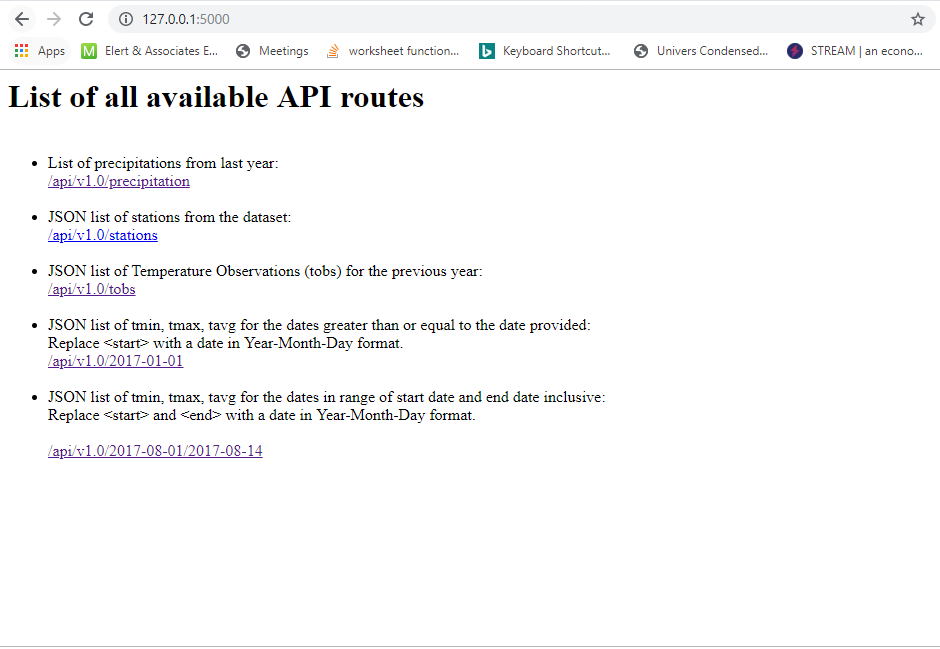 127.0.0.1:5000
Apps M Elert & Associates E... Meetings worksheet function... b Keyboard Shortcut... Univers Condensed... STREAM | an econo...
List of all available API routes
List of precipitations from last year:
/api/v1.0/precipitation
JSON list of stations from the dataset:
/api/v1.0/stations
JSON list of Temperature Observations (tobs) for the previous year:
/api/v1.0/tobs
JSON list of tmin, tmax, tavg for the dates greater than or equal to the date provided:
Replace <start> with a date in Year-Month-Day format.
/api/v1.0/2017-01-01
JSON list of tmin, tmax, tavg for the dates in range of start date and end date inclusive:
Replace <start> and <end> with a date in Year-Month-Day format.
/api/v1.0/2017-08-01/2017-08-14